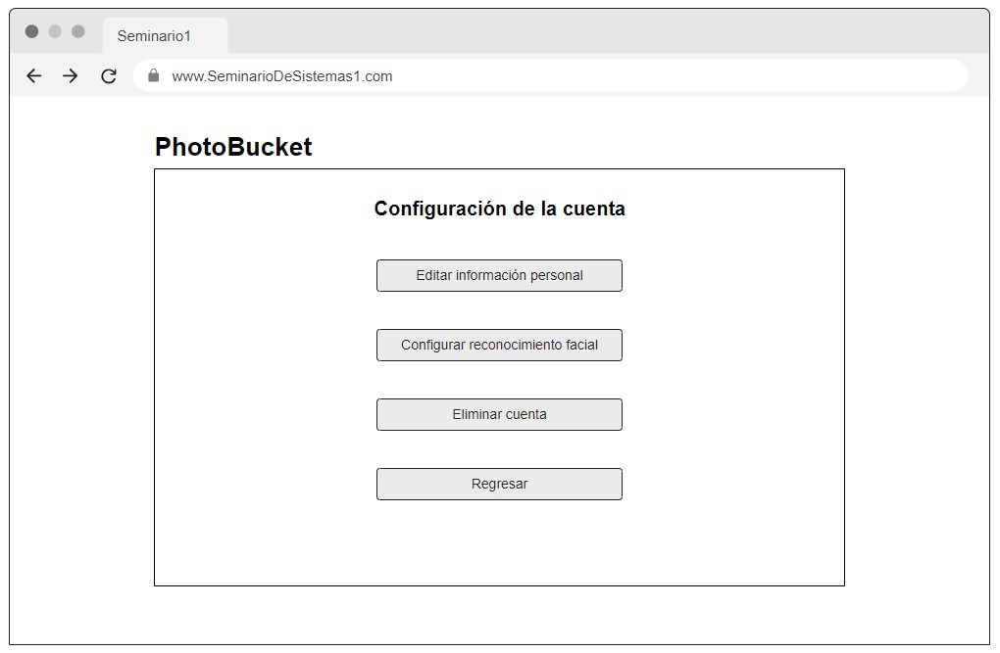 Seminario1
www.SeminarioDeSistemas1.com
PhotoBucket
Configuración de la cuenta
Editar información personal
Configurar reconocimiento facial
Eliminar cuenta
Regresar